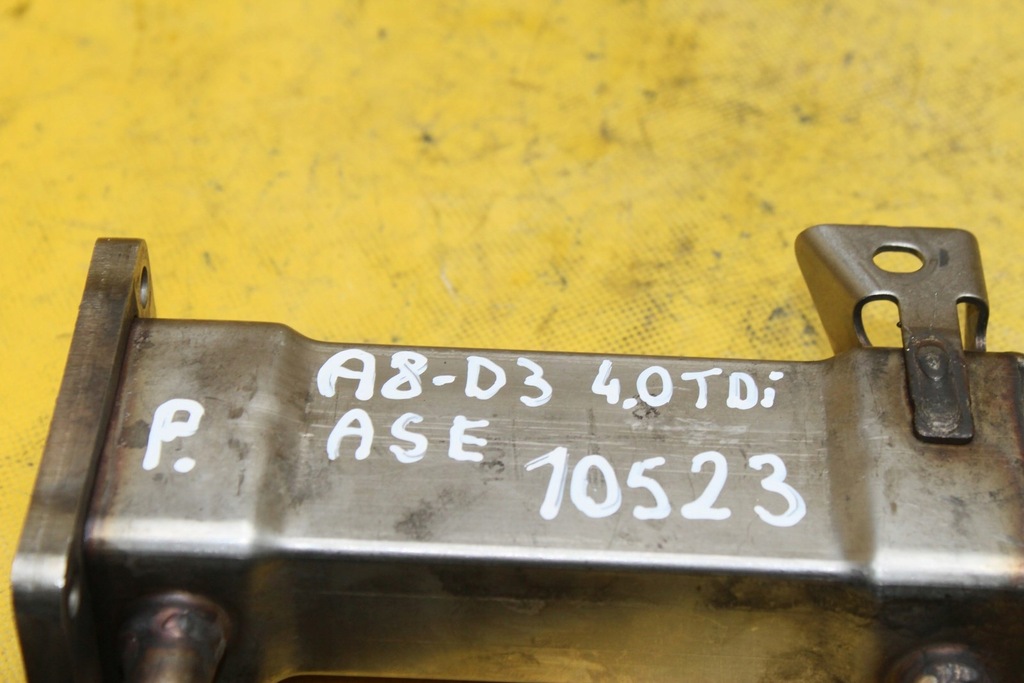 A8-D3 4.0TDi
P. ASE
10523